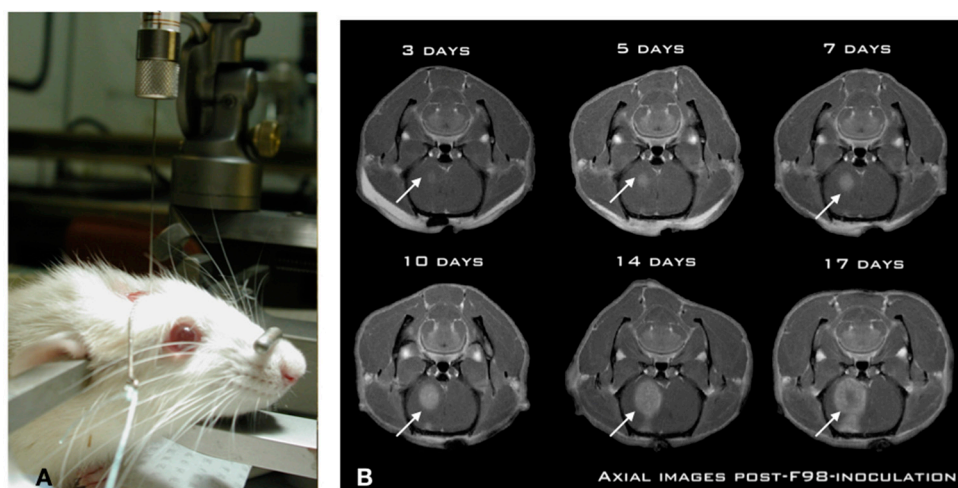 3 DAYS
5 DAYS
7 DAYS
10 DAYS
14 DAYS
17 DAYS
A
B
AXIAL IMAGES POST-F98-INOCULATION